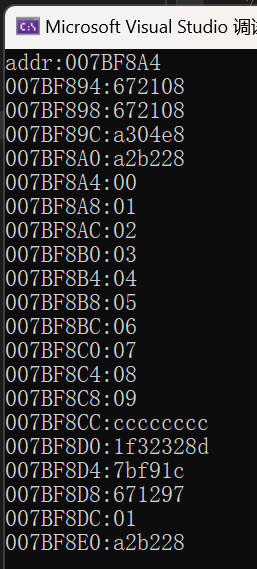 Microsoft Visual Studio 调
addr:007BF8A4
007BF894:672108
007BF898:672108
007BF89C:a304e8
007BF8A0:a2b228
007BF8A4:00
007BF8A8:01
007BF8AC:02
007BF8B0:03
007BF8B4:04
007BF8B8:05
007BF8BC:06
007BF8C0:07
007BF8C4:08
007BF8C8:09
007BF8CC:cccccccc
007BF8D0:1f32328d
007BF8D4:7bf91c
007BF8D8:671297
007BF8DC:01
007BF8E0:a2b228